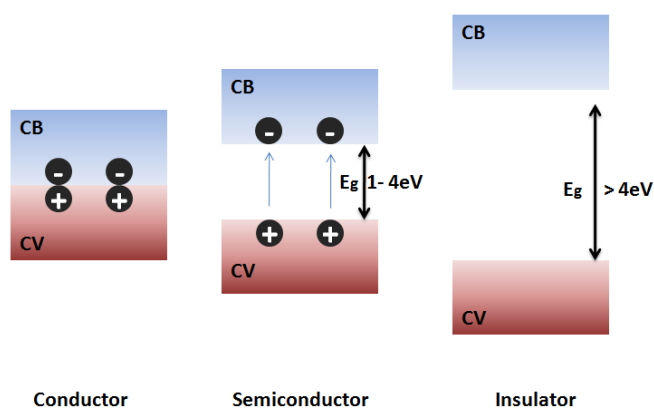 CB
CB
CB
- -
+ +
CV
- -
Eg 1- 4eV
+ +
CV
Eg > 4eV
CV
Conductor
Semiconductor
Insulator